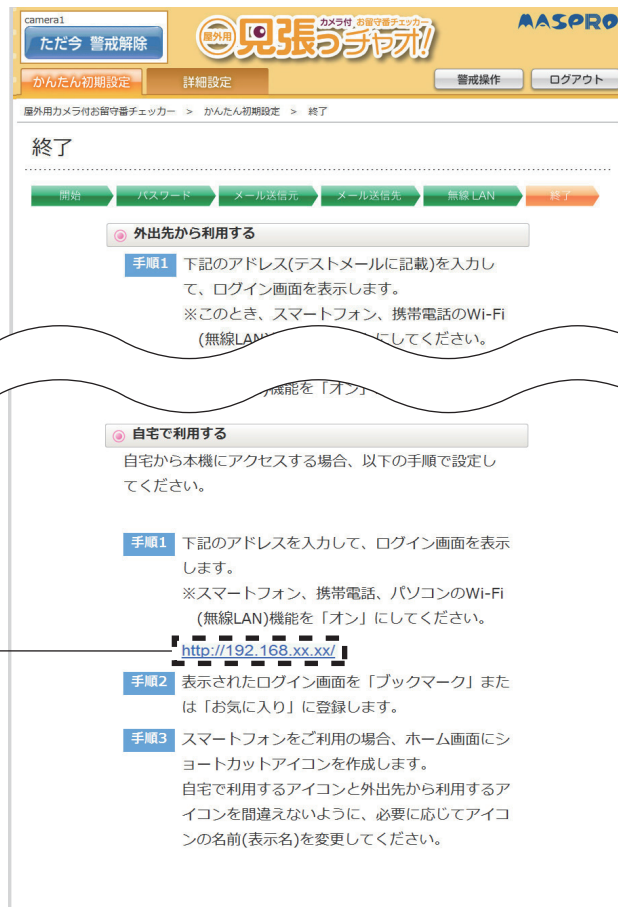 camera1
ただ今 警戒解除
屋外用
カメラ付 お留守番チェッカー
見張っチャオ!
MASPRO
かんたん初期設定
詳細設定
警戒操作
ログアウト
屋外用カメラ付お留守番チェッカー > かんたん初期設定 > 終了
終了
開始
パスワード
メール送信元
メール送信先
無線 LAN
終了
外出先から利用する
手順1 下記のアドレス(テストメールに記載)を入力し
て、ログイン画面を表示します。
※このとき、スマートフォン、携帯電話のWi-Fi
(無線LAN) にしてください。
機能を「オン」
自宅で利用する
自宅から本機にアクセスする場合、以下の手順で設定し
てください。
手順1 下記のアドレスを入力して、ログイン画面を表示
します。
※スマートフォン、携帯電話、パソコンのWi-Fi
(無線LAN)機能を「オン」にしてください。
http://192.168.xx.xx/
手順2 表示されたログイン画面を「ブックマーク」また
は「お気に入り」に登録します。
手順3 スマートフォンをご利用の場合、ホーム画面にシ
ョートカットアイコンを作成します。
自宅で利用するアイコンと外出先から利用するア
イコンを間違えないように、必要に応じてアイコ
ンの名前(表示名)を変更してください。